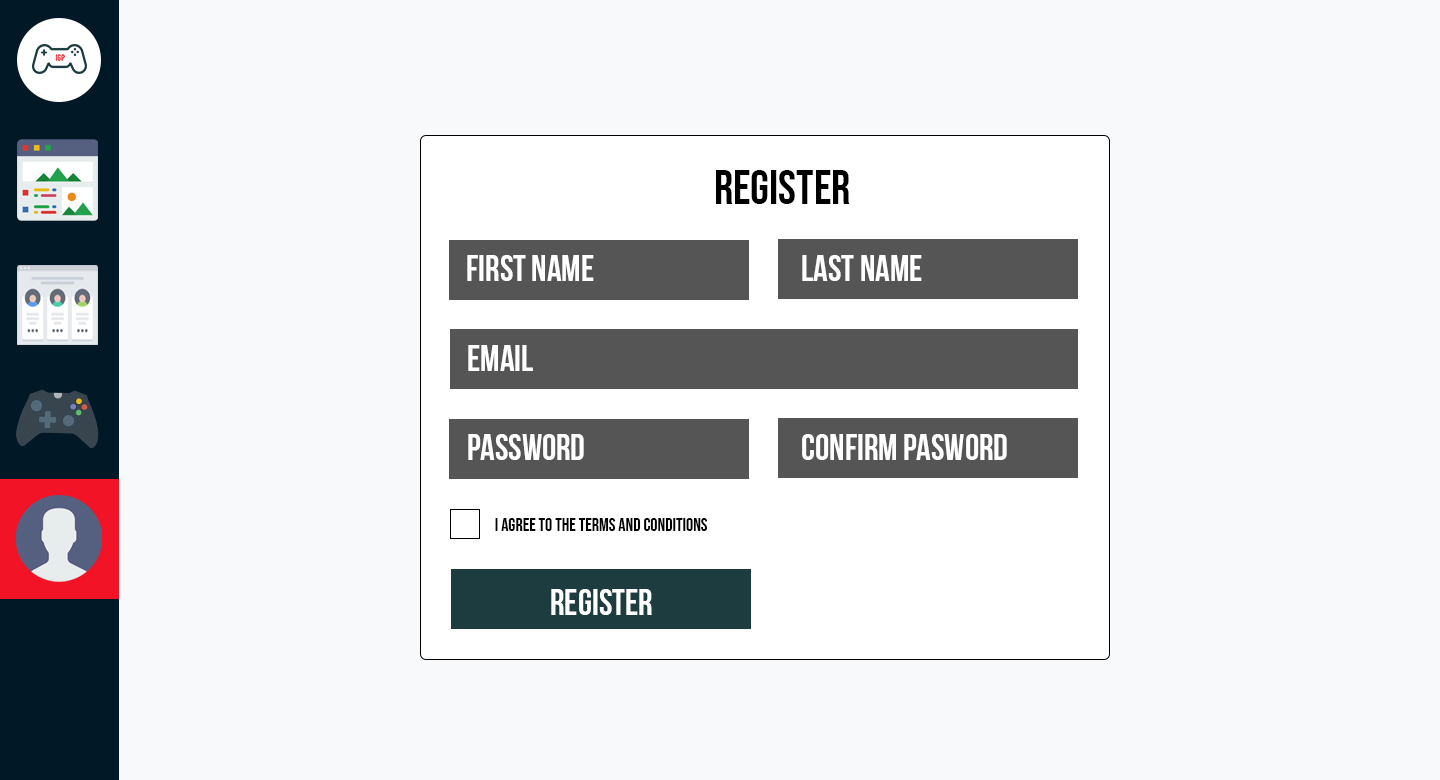 IGP
REGISTER
FIRST NAME
LAST NAME
EMAIL
PASSWORD
CONFIRM PASWORD
I AGREE TO THE TERMS AND CONDITIONS
REGISTER